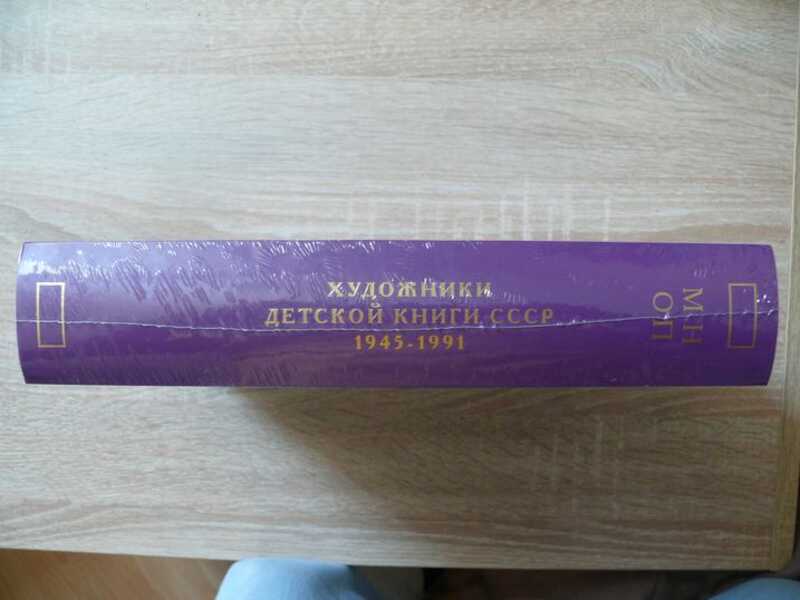 ХУДОЖНИКИ
ДЕТСКОЙ КНИГИ СССР
1945-1991
МН
ОП